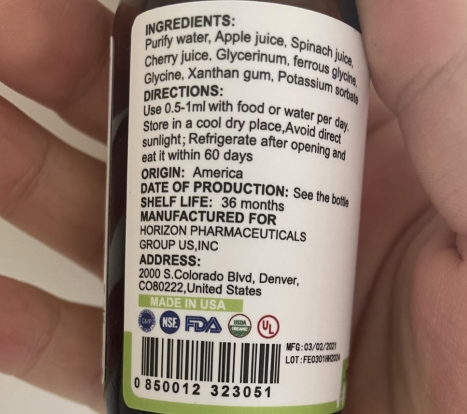 INGREDIENTS:
Purify water, Apple juice, Spinach juice,
Cherry juice, Glycerinum, ferrous glycine,
Glycine, Xanthan gum, Potassium sorbate
DIRECTIONS:
Use 0.5-1ml with food or water per day.
Store in a cool dry place,Avoid direct
sunlight; Refrigerate after opening and
eat it within 60 days
ORIGIN: America
DATE OF PRODUCTION: See the bottle
SHELF LIFE: 36 months
MANUFACTURED FOR
HORIZON PHARMACEUTICALS
GROUP US,INC
ADDRESS:
2000 S.Colorado Blvd, Denver,
CO80222,United States
MADE IN USA
GMP NSF FDA USDA ORGANIC UL
MFG:03/02/2021
0 850012 323051